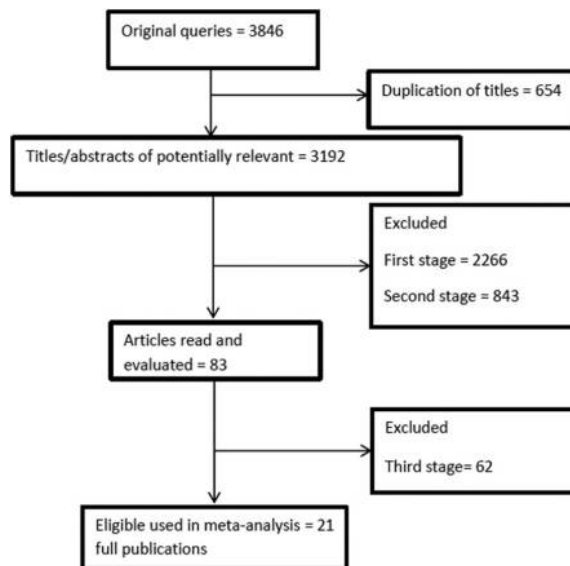 Original queries = 3846
Duplication of titles = 654
Titles/abstracts of potentially relevant = 3192
Excluded
First stage = 2266
Second stage = 843
Articles read and
evaluated = 83
Excluded
Third stage= 62
Eligible used in meta-analysis = 21
full publications